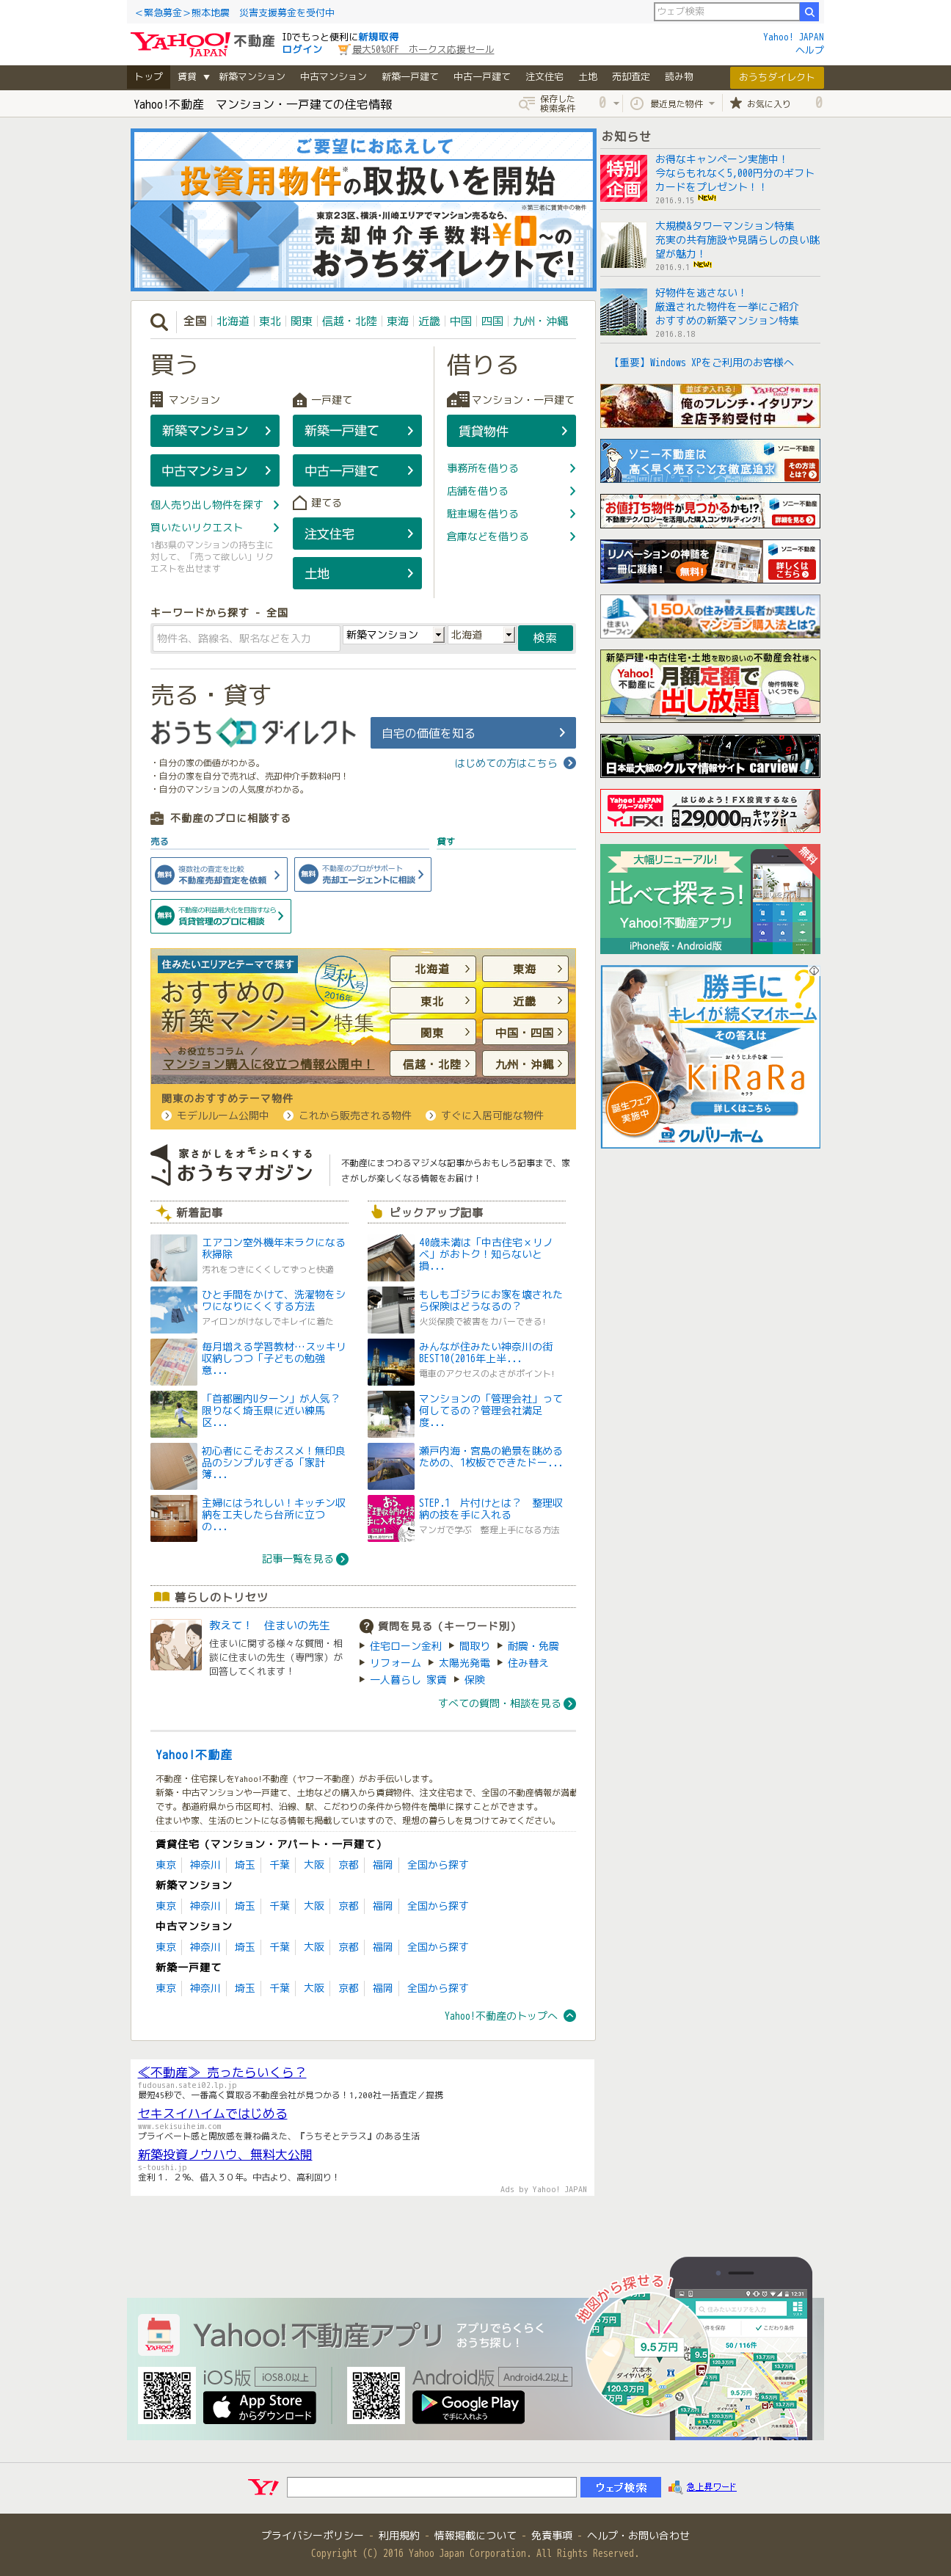 ＜緊急募金＞熊本地震　災害支援募金を受付中
ウェブ検索
YAHOO! 不動産
JAPAN
IDでもっと便利に新規取得
ログイン
最大50%OFF　ホークス応援セール
Yahoo! JAPAN
ヘルプ
トップ 賃貸 ▼ 新築マンション 中古マンション 新築一戸建て 中古一戸建て 注文住宅 土地 売却査定 読み物 おうちダイレクト
Yahoo!不動産　マンション・一戸建ての住宅情報
保存した検索条件 0 最近見た物件 お気に入り 0
ご要望にお応えして
投資用物件※の取扱いを開始
※第三者に賃貸中の物件
東京23区、横浜・川崎エリアでマンション売るなら、
売却仲介手数料¥0〜の
おうちダイレクトで!
お知らせ
特別企画
お得なキャンペーン実施中！
今ならもれなく5,000円分のギフトカードをプレゼント！！
2016.9.15 NEW!
大規模&タワーマンション特集
充実の共有施設や見晴らしの良い眺望が魅力！
2016.9.1 NEW!
好物件を逃さない！
厳選された物件を一挙にご紹介
おすすめの新築マンション特集
2016.8.18
【重要】Windows XPをご利用のお客様へ
全国 北海道 東北 関東 信越・北陸 東海 近畿 中国 四国 九州・沖縄
買う
マンション
新築マンション
中古マンション
個人売り出し物件を探す
買いたいリクエスト
1都3県のマンションの持ち主に対して、「売って欲しい」リクエストを出せます
一戸建て
新築一戸建て
中古一戸建て
建てる
注文住宅
土地
借りる
マンション・一戸建て
賃貸物件
事務所を借りる
店舗を借りる
駐車場を借りる
倉庫などを借りる
キーワードから探す - 全国
物件名、路線名、駅名などを入力
新築マンション
北海道
検索
売る・貸す
おうちダイレクト
自宅の価値を知る
・自分の家の価値がわかる。
・自分の家を自分で売れば、売却仲介手数料0円！
・自分のマンションの人気度がわかる。
はじめての方はこちら
不動産のプロに相談する
売る
貸す
無料 複数社の査定を比較
不動産売却査定を依頼
無料 不動産のプロがサポート
売却エージェントに相談
無料 不動産の利益最大化を目指すなら
賃貸管理のプロに相談
住みたいエリアとテーマで探す
おすすめの
新築マンション特集
夏秋号
2016年
＼ お役立ちコラム ／
マンション購入に役立つ情報公開中！
北海道
東海
東北
近畿
関東
中国・四国
信越・北陸
九州・沖縄
関東のおすすめテーマ物件
モデルルーム公開中
これから販売される物件
すぐに入居可能な物件
家さがしをオモシロくする
おうちマガジン
不動産にまつわるマジメな記事からおもしろ記事まで、家さがしが楽しくなる情報をお届け！
新着記事
エアコン室外機年末ラクになる秋掃除
汚れをつきにくくしてずっと快適
ひと手間をかけて、洗濯物をシワになりにくくする方法
アイロンがけなしでキレイに着た
毎月増える学習教材…スッキリ収納しつつ「子どもの勉強意...
「首都圏内Uターン」が人気？限りなく埼玉県に近い練馬区...
初心者にこそおススメ！無印良品のシンプルすぎる「家計簿...
主婦にはうれしい！キッチン収納を工夫したら台所に立つの...
記事一覧を見る
ピックアップ記事
40歳未満は「中古住宅×リノベ」がおトク！知らないと損...
もしもゴジラにお家を壊されたら保険はどうなるの？
火災保険で被害をカバーできる!
みんなが住みたい神奈川の街BEST10(2016年上半...
電車のアクセスのよさがポイント!
マンションの「管理会社」って何してるの？管理会社満足度...
瀬戸内海・宮島の絶景を眺めるための、1枚板でできたドー...
STEP.1　片付けとは？　整理収納の技を手に入れる
マンガで学ぶ　整理上手になる方法
暮らしのトリセツ
教えて！　住まいの先生
住まいに関する様々な質問・相談に住まいの先生（専門家）が回答してくれます！
質問を見る（キーワード別）
住宅ローン金利 間取り 耐震・免震
リフォーム 太陽光発電 住み替え
一人暮らし 家賃 保険
すべての質問・相談を見る
Yahoo!不動産
不動産・住宅探しをYahoo!不動産（ヤフー不動産）がお手伝いします。
新築・中古マンションや一戸建て、土地などの購入から賃貸物件、注文住宅まで、全国の不動産情報が満載
です。都道府県から市区町村、沿線、駅、こだわりの条件から物件を簡単に探すことができます。
住まいや家、生活のヒントになる情報も掲載していますので、理想の暮らしを見つけてみてください。
賃貸住宅（マンション・アパート・一戸建て）
東京 神奈川 埼玉 千葉 大阪 京都 福岡 全国から探す
新築マンション
東京 神奈川 埼玉 千葉 大阪 京都 福岡 全国から探す
中古マンション
東京 神奈川 埼玉 千葉 大阪 京都 福岡 全国から探す
新築一戸建て
東京 神奈川 埼玉 千葉 大阪 京都 福岡 全国から探す
Yahoo!不動産のトップへ
並ばず入れる! YAHOO!予約 飲食店
俺のフレンチ・イタリアン
全店予約受付中
ソニー不動産は
高く早く売ることを徹底追求
ソニー不動産
その方法とは?
お値打ち物件が見つかるかも!?
不動産テクノロジーを活用した購入コンサルティング!
ソニー不動産
詳細を見る
リノベーションの神髄を
一冊に凝縮！ 無料!
ソニー不動産
詳しくはこちら
住まいサーフィン
150人の住み替え長者が実践した
マンション購入法とは?
新築戸建・中古住宅・土地を取り扱いの不動産会社様へ
Yahoo!不動産に
月額定額で
出し放題
物件情報をいくつでも
日本最大級のクルマ情報サイト carview!
Yahoo! JAPANグループのFX
YJFX!
はじめよう！FX投資するなら
最大29,000円キャッシュバック!!
大幅リニューアル!
無料
比べて探そう!
Yahoo!不動産アプリ
iPhone版・Android版
勝手に?
キレイが続くマイホーム
その答えは
おそうじ上手な家
KiRaRa
キララ
詳しくはこちら
誕生フェア実施中
クレバリーホーム
≪不動産≫ 売ったらいくら？
fudousan.satei02.lp.jp
最短45秒で、一番高く買取る不動産会社が見つかる！1,200社一括査定／提携
セキスイハイムではじめる
www.sekisuiheim.com
プライベート感と開放感を兼ね備えた、『うちそとテラス』のある生活
新築投資ノウハウ、無料大公開
s-toushi.jp
金利１．２％、借入３０年。中古より、高利回り！
Ads by Yahoo! JAPAN
Yahoo!不動産アプリ
アプリでらくらく
おうち探し！
iOS版 iOS8.0以上
App Store
からダウンロード
Android版 Android4.2以上
Google Play
で手に入れよう
地図から探せる!
9.5万円
六本木
ダイヤハイツ
120.3万円
12:31
住みたいエリアを入力
条件を保存
こだわり条件
50 / 116件
Y! ウェブ検索 急上昇ワード
プライバシーポリシー - 利用規約 - 情報掲載について - 免責事項 - ヘルプ・お問い合わせ
Copyright (C) 2016 Yahoo Japan Corporation. All Rights Reserved.